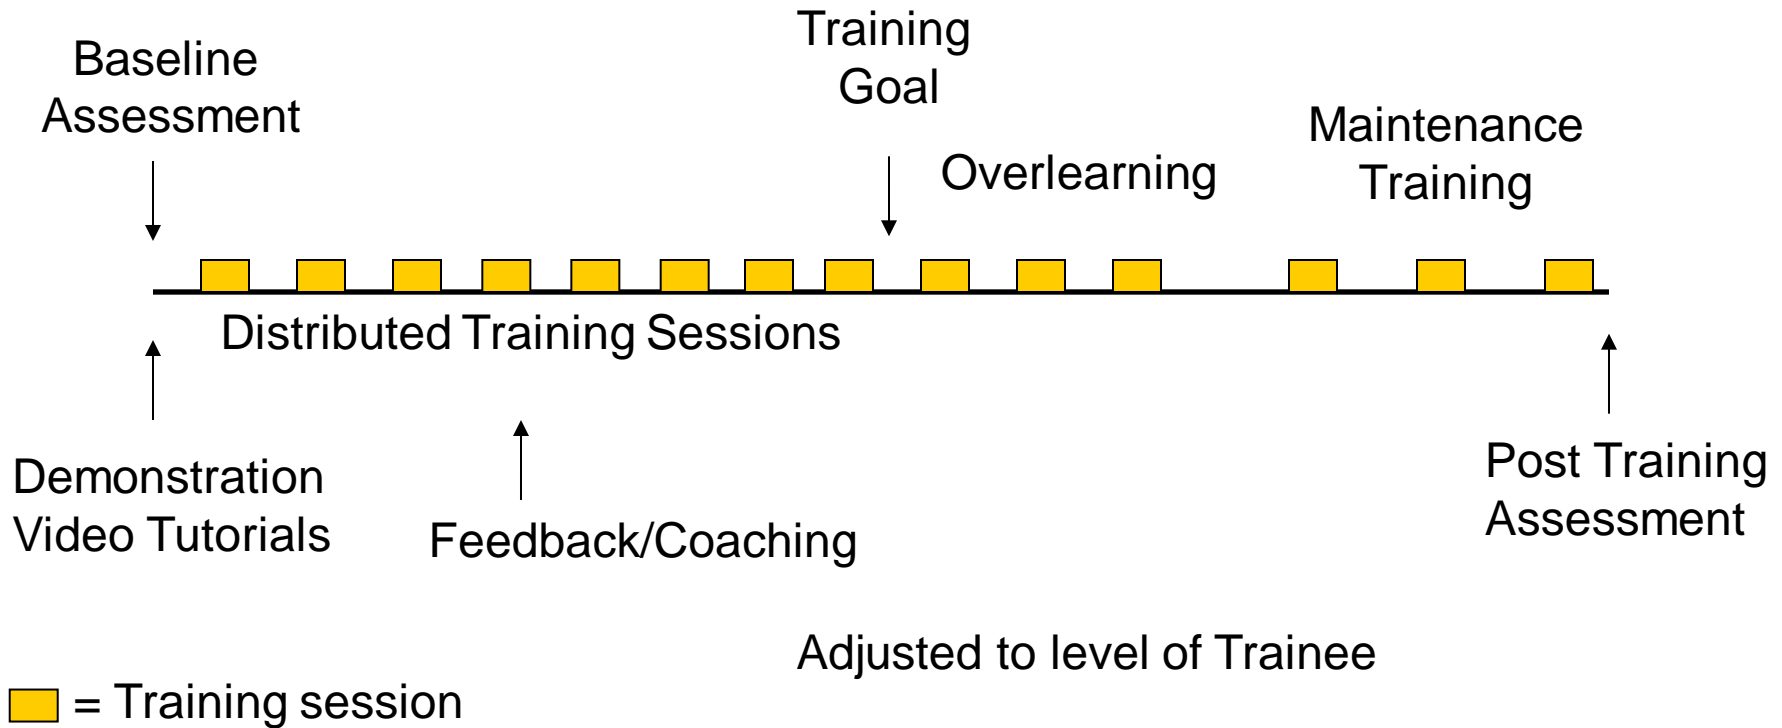 Training
Goal
Baseline
Assessment
Maintenance
Training
Overlearning
Distributed Training Sessions
Demonstration
Video Tutorials
Feedback/Coaching
Post Training
Assessment
Adjusted to level of Trainee
= Training session